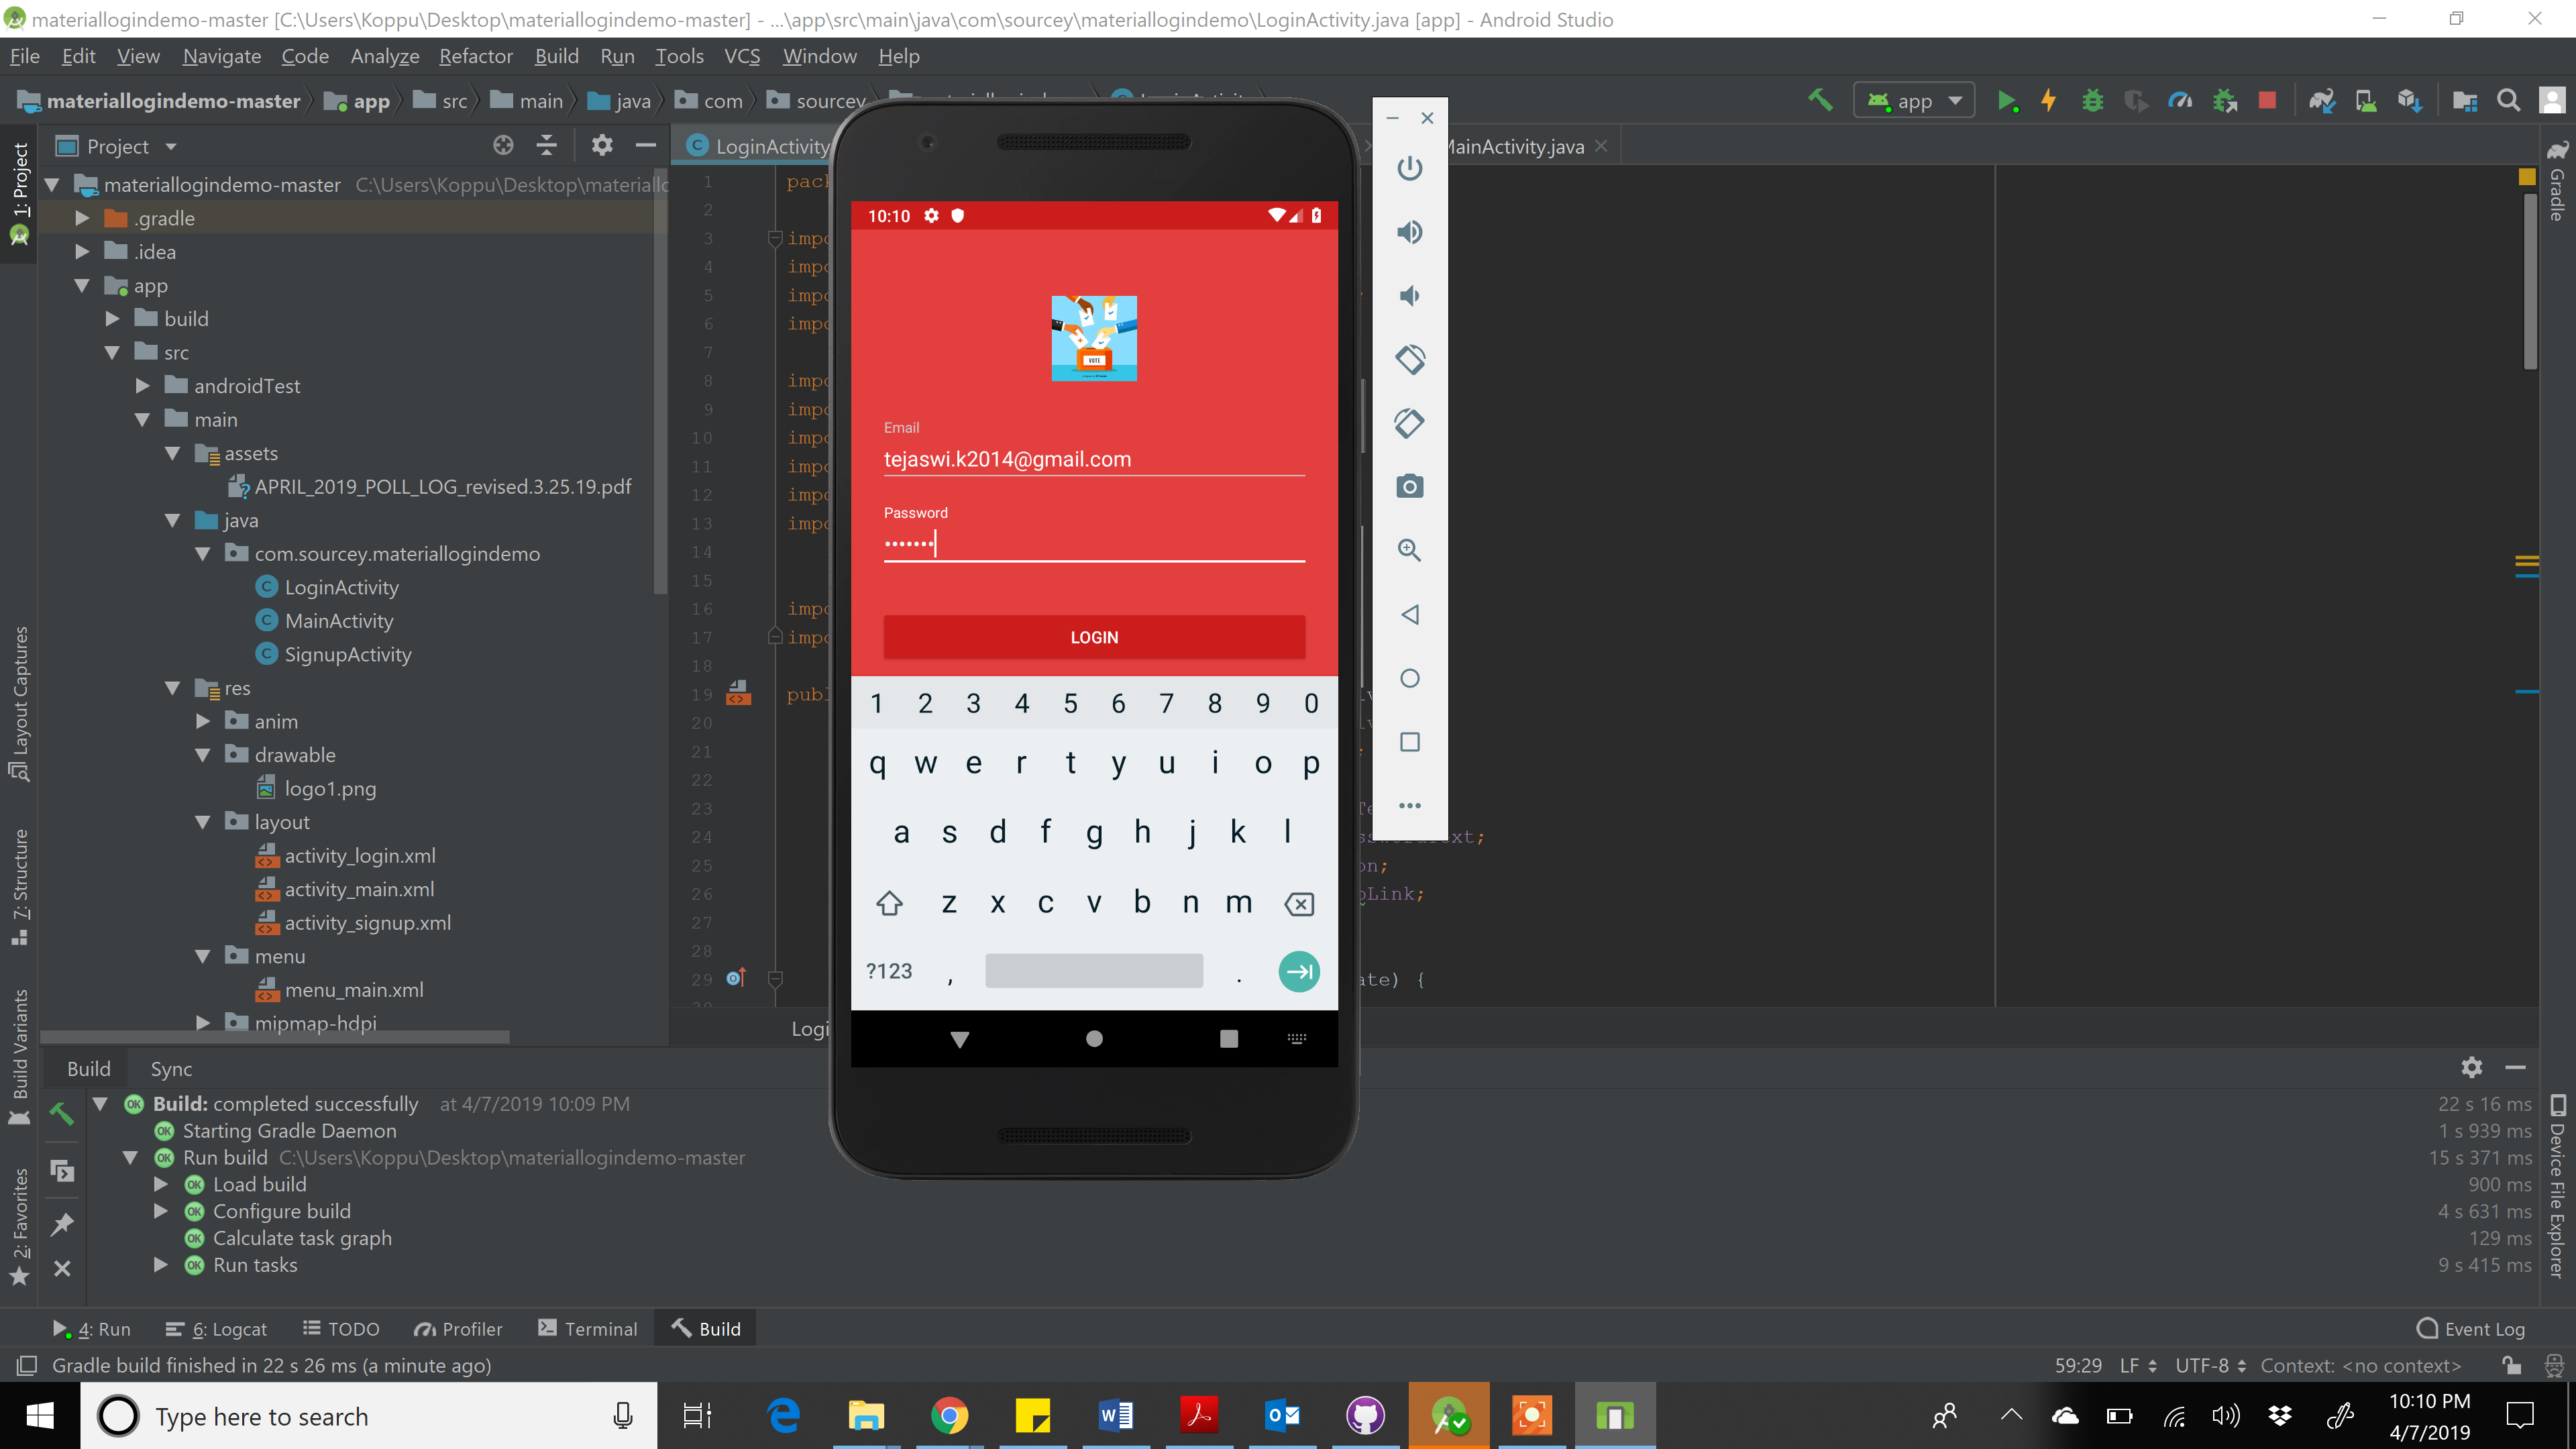 materiallogindemo-master [C:\Users\Koppu\Desktop\materiallogindemo-master] - ...\app\src\main\java\com\sourcey\materiallogindemo\LoginActivity.java [app] - Android Studio
File Edit View Navigate Code Analyze Refactor Build Run Tools VCS Window Help
materiallogindemo-master app src main java com sourcey
app
1: Project
Layout Captures
7: Structure
Build Variants
2: Favorites
Project
materiallogindemo-master C:\Users\Koppu\Desktop\materiallo
.gradle
.idea
app
build
src
androidTest
main
assets
APRIL_2019_POLL_LOG_revised.3.25.19.pdf
java
com.sourcey.materiallogindemo
LoginActivity
MainActivity
SignupActivity
res
anim
drawable
logo1.png
layout
activity_login.xml
activity_main.xml
activity_signup.xml
menu
menu_main.xml
mipmap-hdpi
LoginActivity MainActivity.java
1 pack
2
3 impo
4 impo
5 impo
6 impo
7
8 impo
9 impo
10 impo
11 impo
12 impo
13 impo
14
15
16 impo
17 impo
18
19 publ
20
21
22
23
24 xt;
25 on;
26 pLink;
27
28
29 ate) {
Logi
10:10
VOTE
Email
tejaswi.k2014@gmail.com
Password
•••••••
LOGIN
1 2 3 4 5 6 7 8 9 0
q w e r t y u i o p
a s d f g h j k l
z x c v b n m
?123 , .
Gradle
Device File Explorer
Build Sync
Build: completed successfully at 4/7/2019 10:09 PM 22 s 16 ms
Starting Gradle Daemon 1 s 939 ms
Run build C:\Users\Koppu\Desktop\materiallogindemo-master 15 s 371 ms
Load build 900 ms
Configure build 4 s 631 ms
Calculate task graph 129 ms
Run tasks 9 s 415 ms
4: Run 6: Logcat TODO Profiler Terminal Build Event Log
Gradle build finished in 22 s 26 ms (a minute ago) 59:29 LF UTF-8 Context: <no context>
Type here to search
10:10 PM
4/7/2019